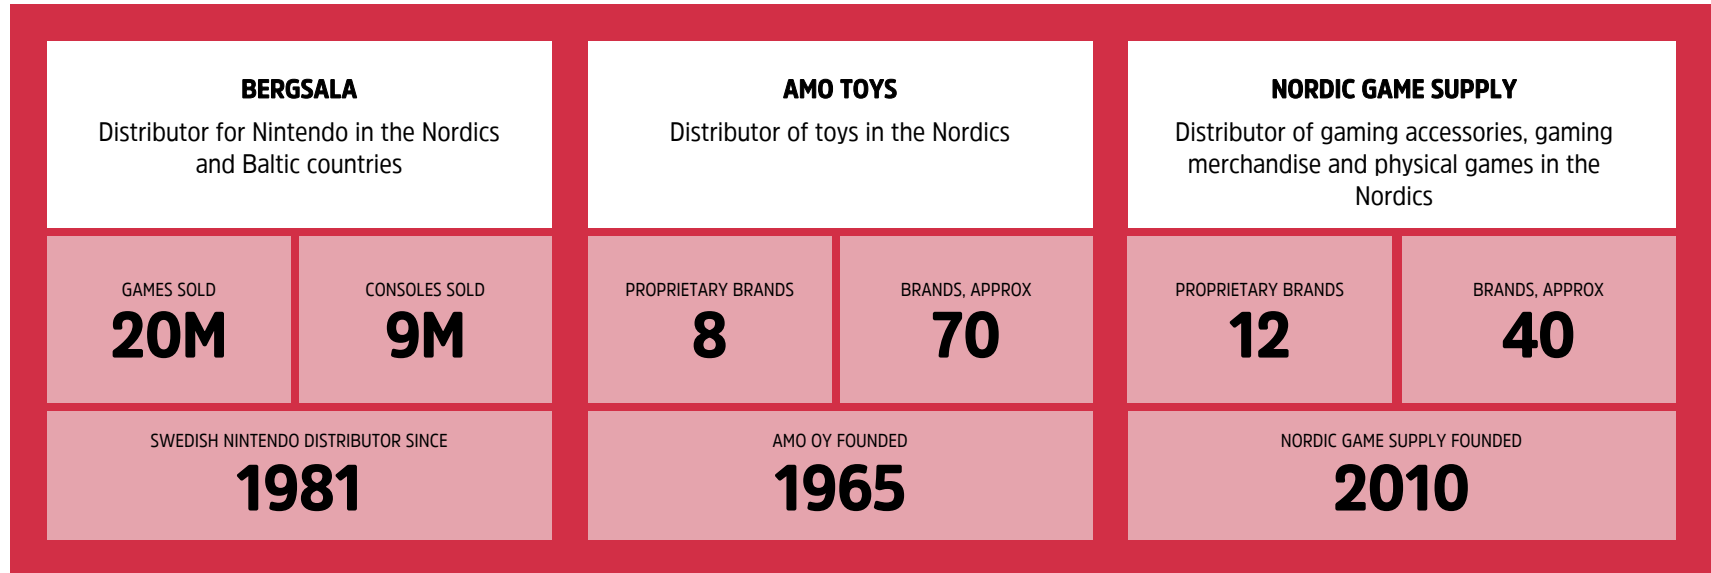 BERGSALA
Distributor for Nintendo in the Nordics
and Baltic countries
GAMES SOLD
20M
CONSOLES SOLD
9M
SWEDISH NINTENDO DISTRIBUTOR SINCE
1981
AMO TOYS
Distributor of toys in the Nordics
PROPRIETARY BRANDS
8
BRANDS, APPROX
70
AMO OY FOUNDED
1965
NORDIC GAME SUPPLY
Distributor of gaming accessories, gaming
merchandise and physical games in the
Nordics
PROPRIETARY BRANDS
12
BRANDS, APPROX
40
NORDIC GAME SUPPLY FOUNDED
2010